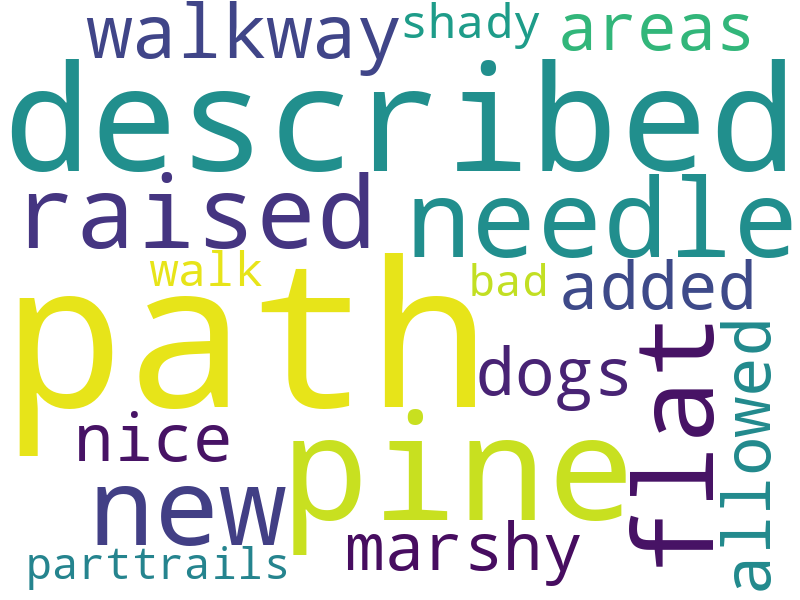 walkway shady areas
described
raised needle
walk bad added
path
dogs flat allowed
nice pine
new marshy
parttrails